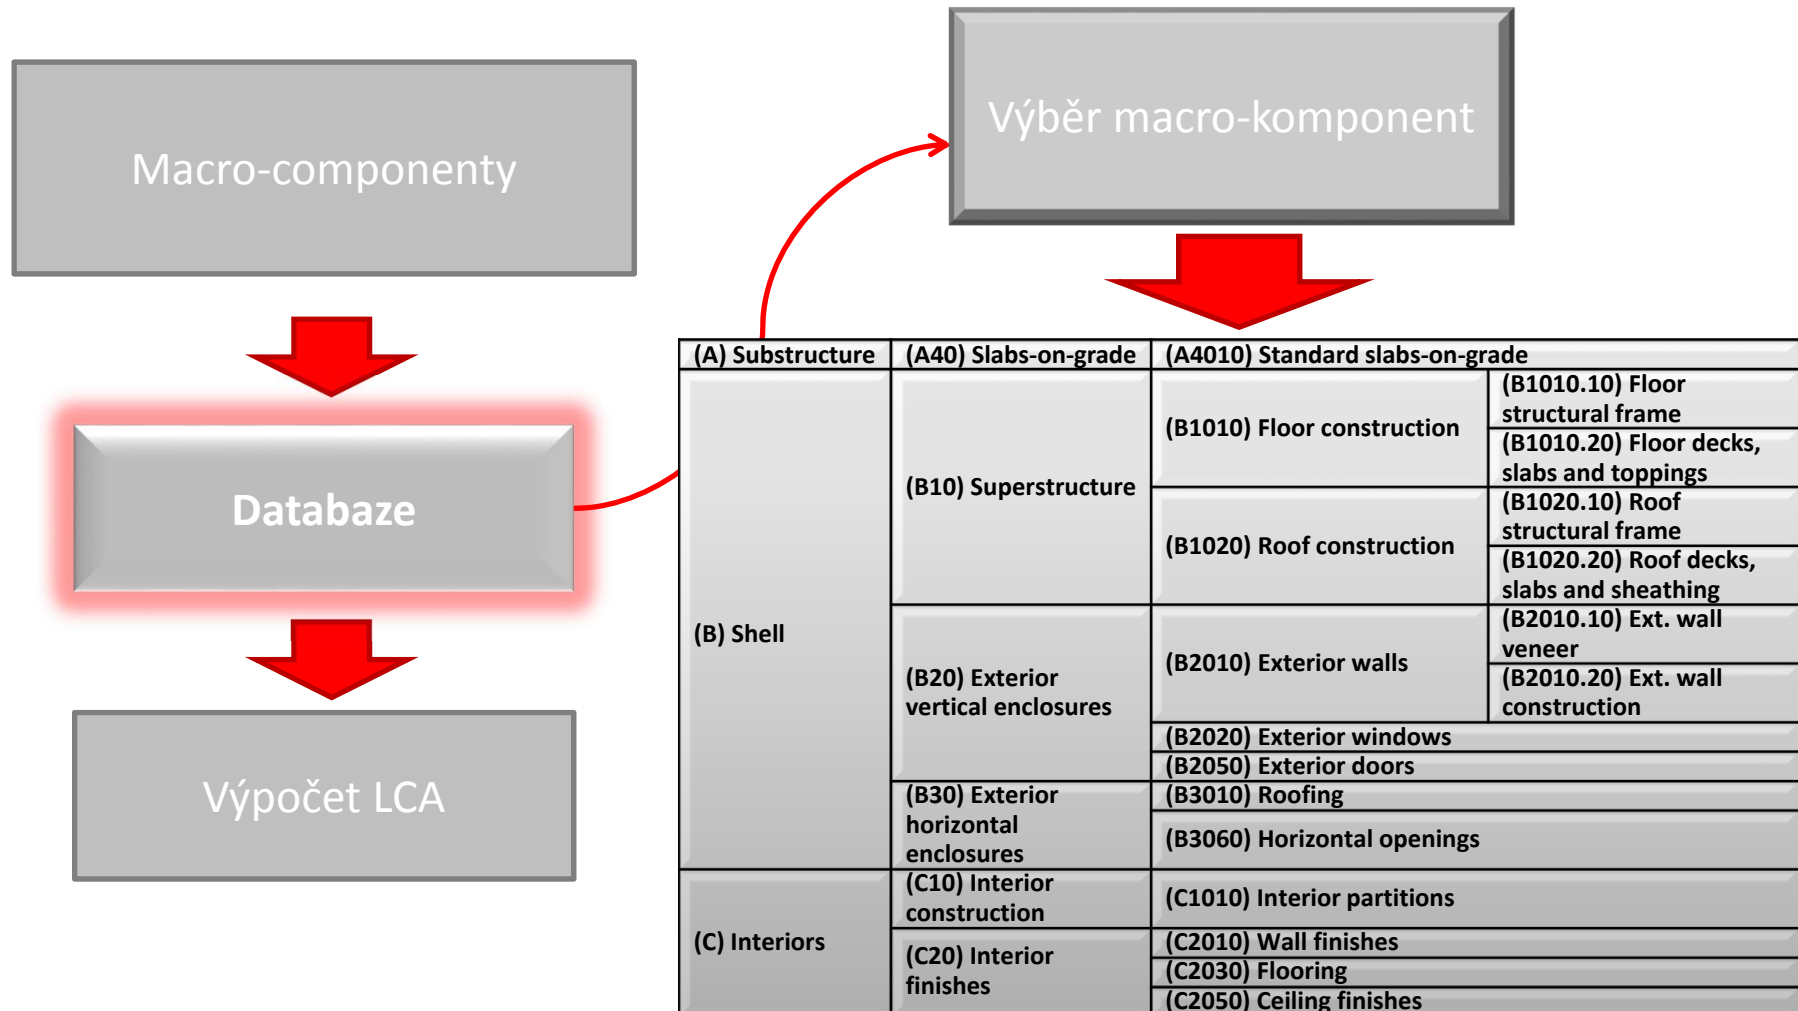 Macro-componenty
Databaze
Výpočet LCA
Výběr macro-komponent
(A) Substructure
(A40) Slabs-on-grade
(A4010) Standard slabs-on-grade
(B) Shell
(B10) Superstructure
(B1010) Floor construction
(B1010.10) Floor
structural frame
(B1010.20) Floor decks,
slabs and toppings
(B1020) Roof construction
(B1020.10) Roof
structural frame
(B1020.20) Roof decks,
slabs and sheathing
(B20) Exterior
vertical enclosures
(B2010) Exterior walls
(B2010.10) Ext. wall
veneer
(B2010.20) Ext. wall
construction
(B2020) Exterior windows
(B2050) Exterior doors
(B30) Exterior
horizontal
enclosures
(B3010) Roofing
(B3060) Horizontal openings
(C) Interiors
(C10) Interior
construction
(C1010) Interior partitions
(C20) Interior
finishes
(C2010) Wall finishes
(C2030) Flooring
(C2050) Ceiling finishes